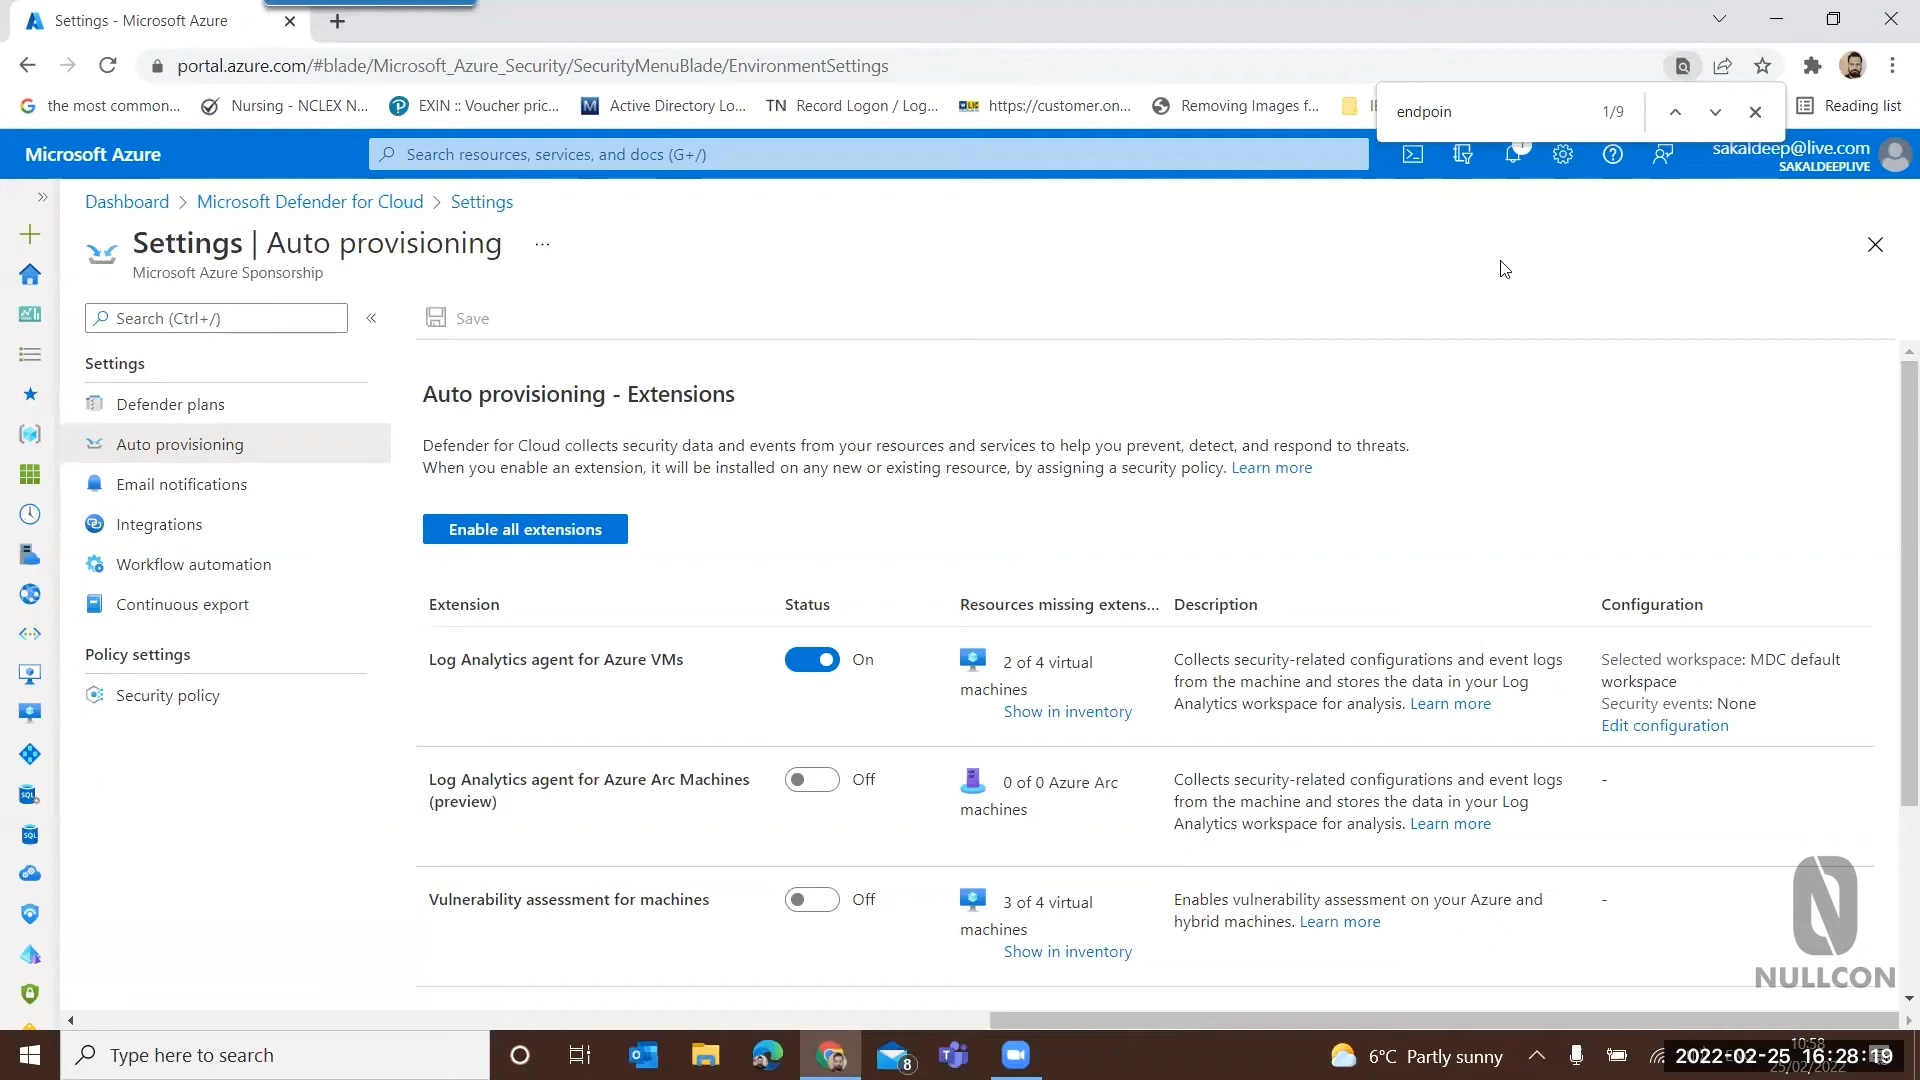 Settings - Microsoft Azure
portal.azure.com/#blade/Microsoft_Azure_Security/SecurityMenuBlade/EnvironmentSettings
the most common...
Nursing - NCLEX N...
EXIN :: Voucher pric...
Active Directory Lo...
TN Record Logon / Log...
https://customer.on...
Removing Images f...
Reading list
endpoin
1/9
Microsoft Azure
Search resources, services, and docs (G+/)
sakaldeep@live.com
SAKALDEEPLIVE
Dashboard > Microsoft Defender for Cloud > Settings
Settings | Auto provisioning ...
Microsoft Azure Sponsorship
Search (Ctrl+/)
«
Save
Settings
Defender plans
Auto provisioning
Email notifications
Integrations
Workflow automation
Continuous export
Policy settings
Security policy
Auto provisioning - Extensions
Defender for Cloud collects security data and events from your resources and services to help you prevent, detect, and respond to threats.
When you enable an extension, it will be installed on any new or existing resource, by assigning a security policy. Learn more
Enable all extensions
Extension
Status
Resources missing extens...
Description
Configuration
Log Analytics agent for Azure VMs
On
2 of 4 virtual
machines
Show in inventory
Collects security-related configurations and event logs
from the machine and stores the data in your Log
Analytics workspace for analysis. Learn more
Selected workspace: MDC default
workspace
Security events: None
Edit configuration
Log Analytics agent for Azure Arc Machines
(preview)
Off
0 of 0 Azure Arc
machines
Collects security-related configurations and event logs
from the machine and stores the data in your Log
Analytics workspace for analysis. Learn more
-
Vulnerability assessment for machines
Off
3 of 4 virtual
machines
Show in inventory
Enables vulnerability assessment on your Azure and
hybrid machines. Learn more
-
NULLCON
Type here to search
8
6°C Partly sunny
10:58
2022-02-25 16:28:19
25/02/2022